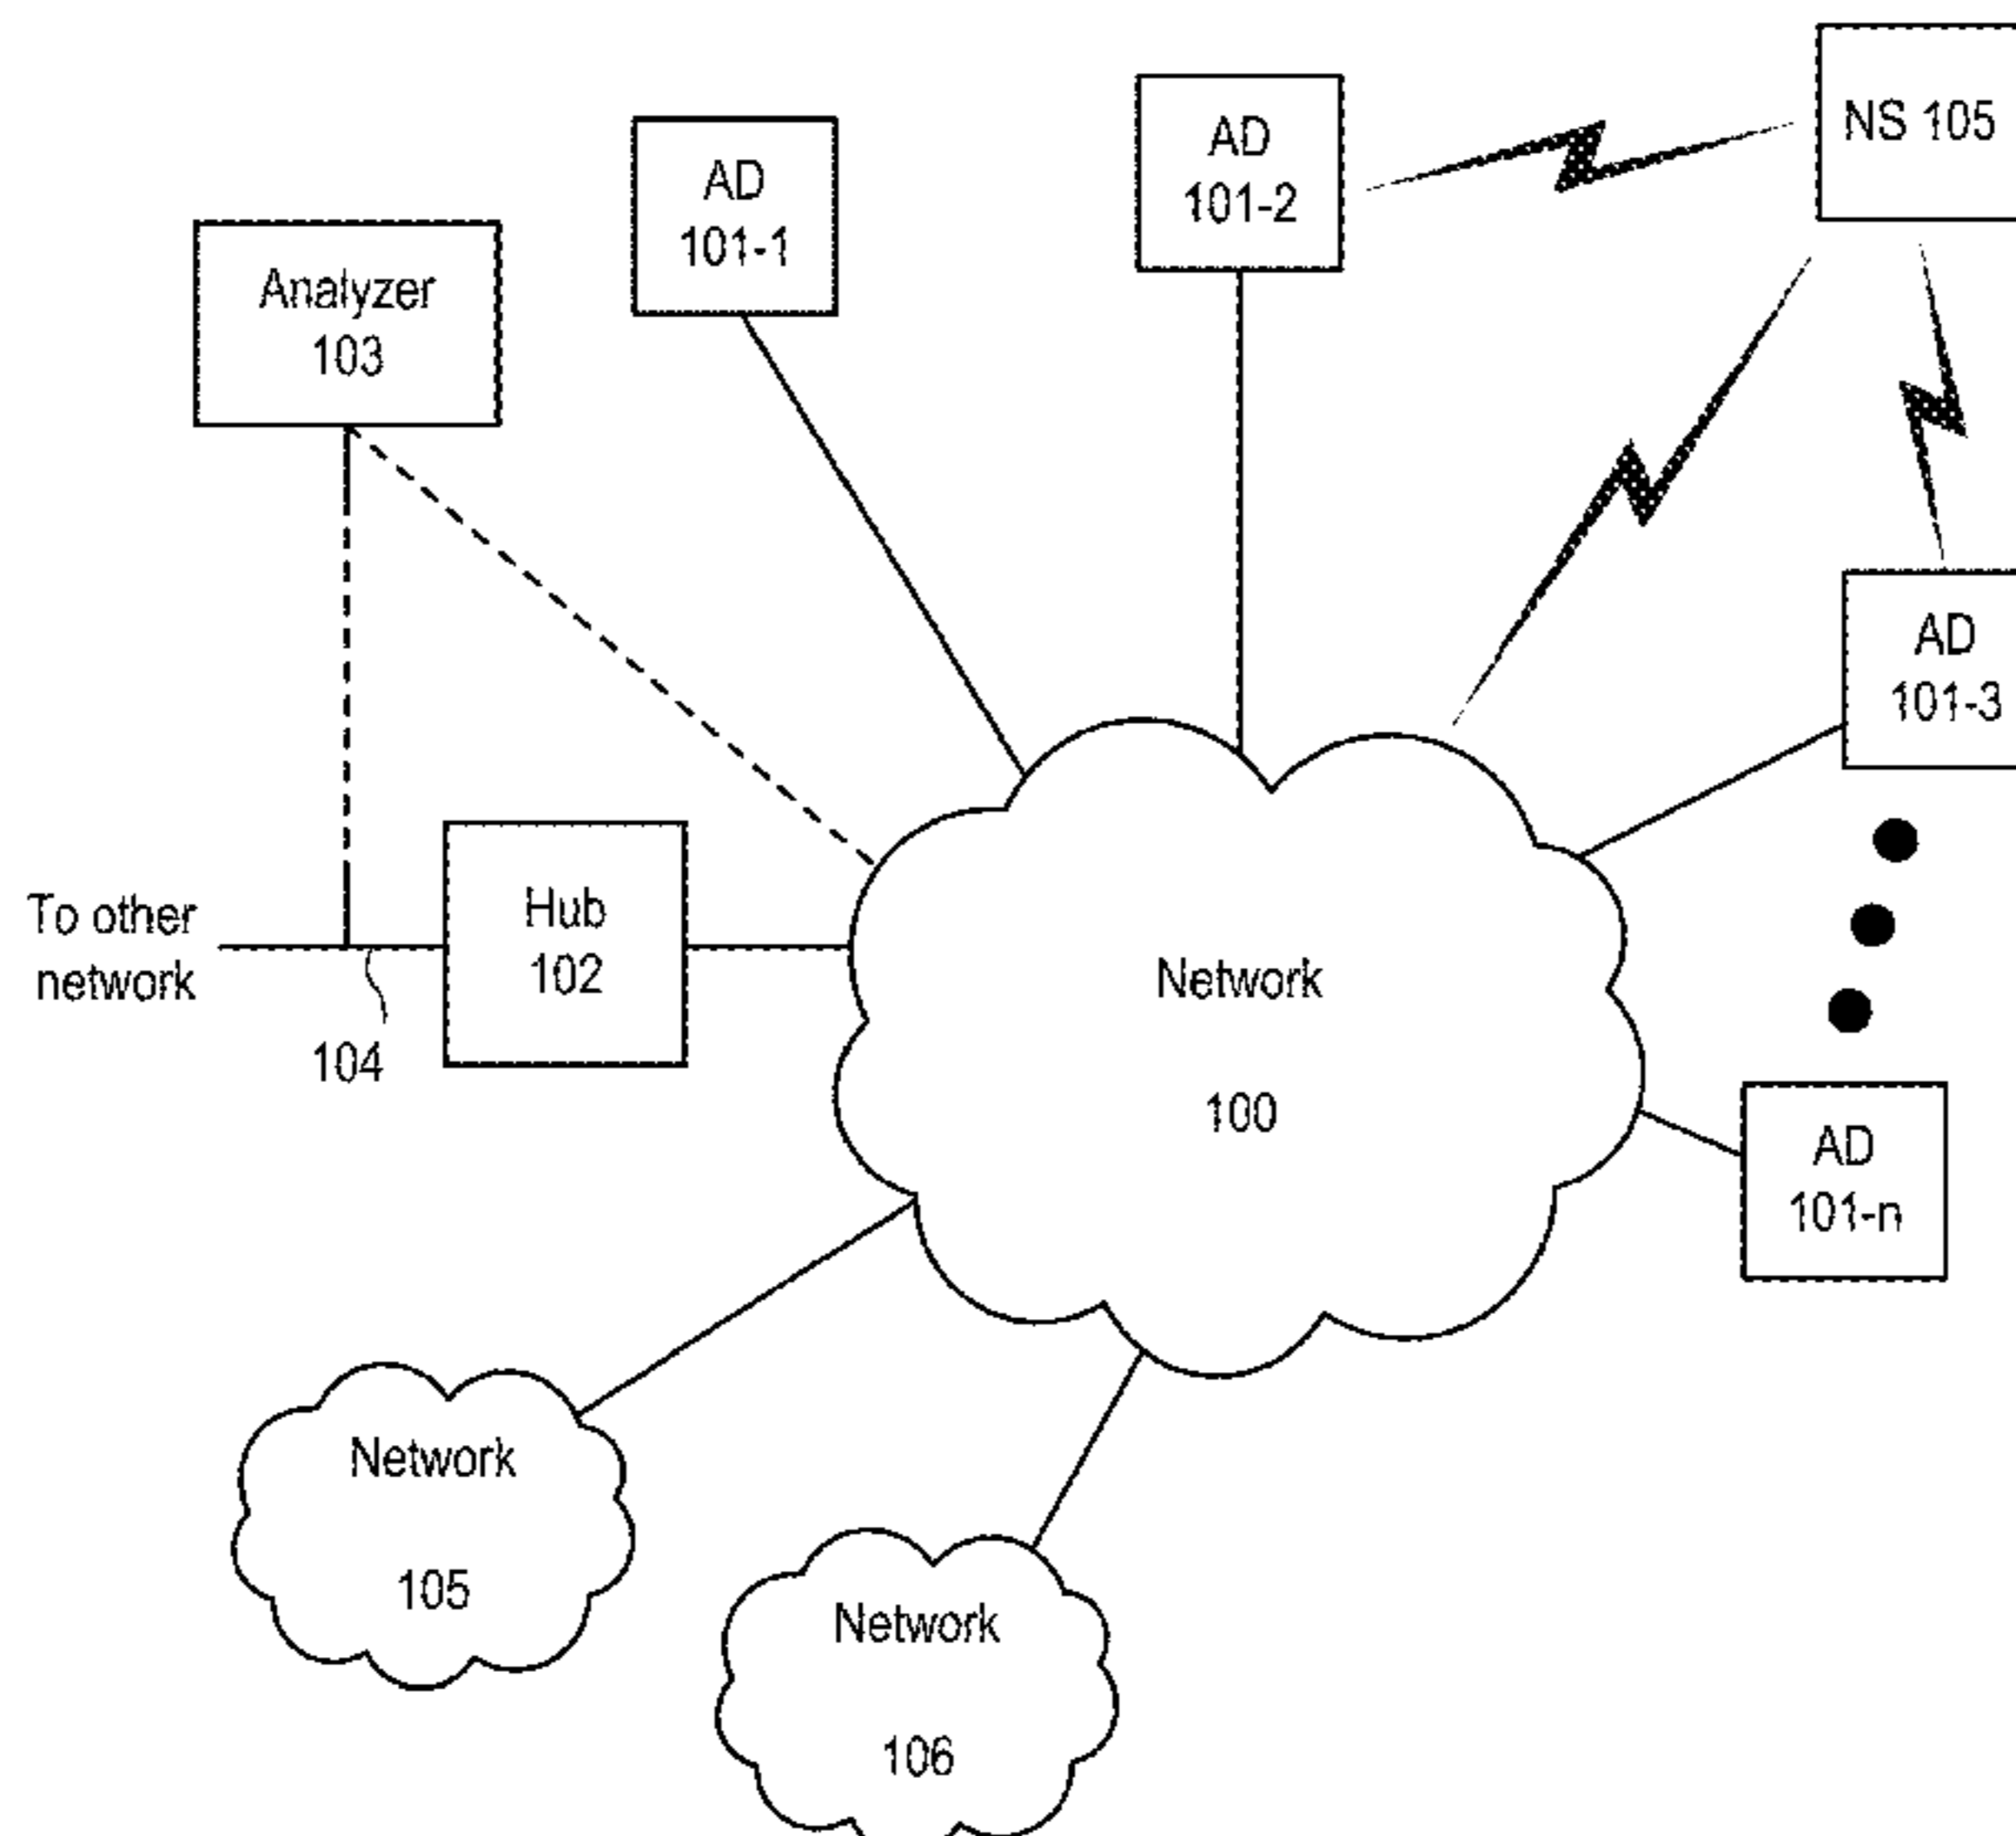 NS 105
AD
101-2
AD
101-1
Analyzer
103
AD
101-3
To other
network
Hub
102
104
Network
100
AD
101-n
Network
105
Network
106